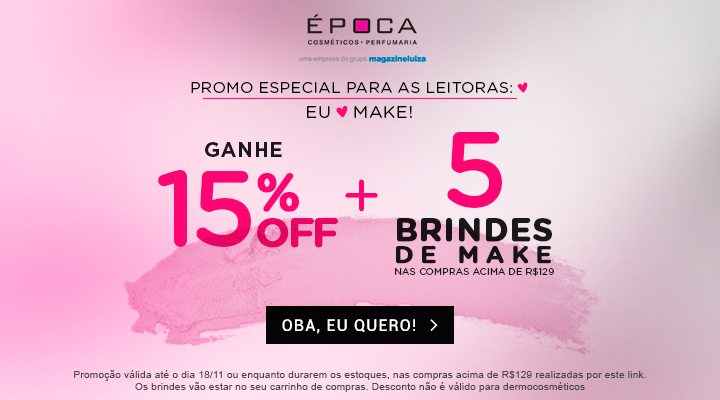 ÉPOCA
COSMÉTICOS • PERFUMARIA
uma empresa do grupo magazineluiza
PROMO ESPECIAL PARA AS LEITORAS:
EU MAKE!
GANHE
15% OFF
+
5
BRINDES
DE MAKE
NAS COMPRAS ACIMA DE R$129
OBA, EU QUERO! >
Promoção válida até o dia 18/11 ou enquanto durarem os estoques, nas compras acima de R$129 realizadas por este link.
Os brindes vão estar no seu carrinho de compras. Desconto não é válido para dermocosméticos